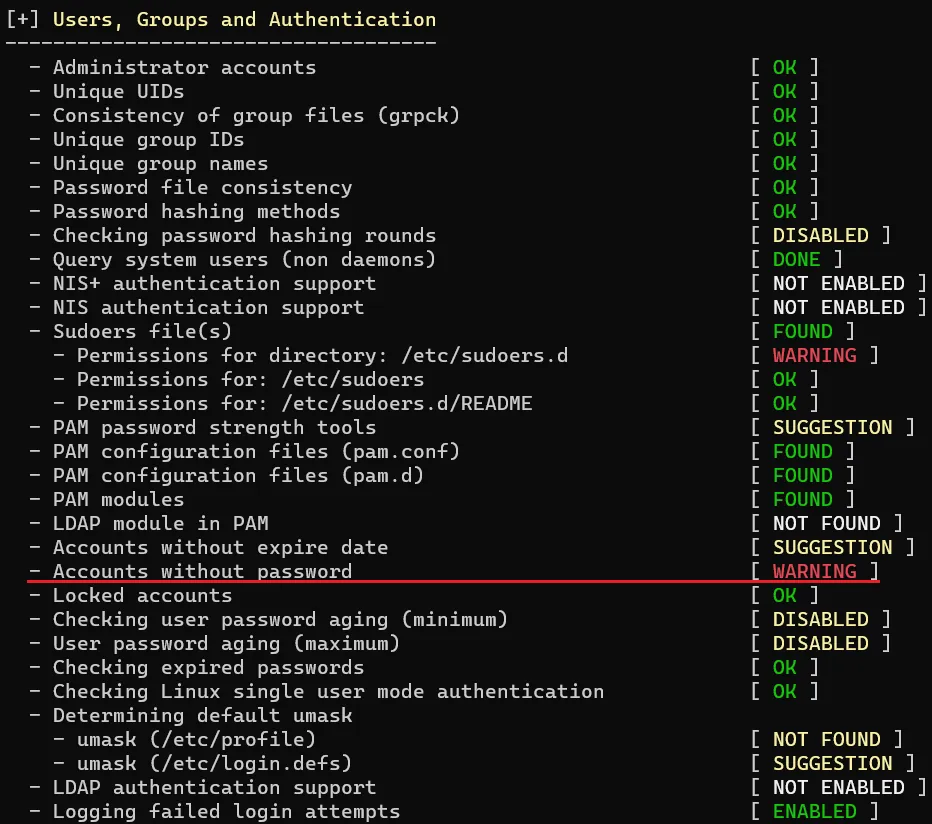 [+] Users, Groups and Authentication
------------------------------------
- Administrator accounts [ OK ]
- Unique UIDs [ OK ]
- Consistency of group files (grpck) [ OK ]
- Unique group IDs [ OK ]
- Unique group names [ OK ]
- Password file consistency [ OK ]
- Password hashing methods [ OK ]
- Checking password hashing rounds [ DISABLED ]
- Query system users (non daemons) [ DONE ]
- NIS+ authentication support [ NOT ENABLED ]
- NIS authentication support [ NOT ENABLED ]
- Sudoers file(s) [ FOUND ]
- Permissions for directory: /etc/sudoers.d [ WARNING ]
- Permissions for: /etc/sudoers [ OK ]
- Permissions for: /etc/sudoers.d/README [ OK ]
- PAM password strength tools [ SUGGESTION ]
- PAM configuration files (pam.conf) [ FOUND ]
- PAM configuration files (pam.d) [ FOUND ]
- PAM modules [ FOUND ]
- LDAP module in PAM [ NOT FOUND ]
- Accounts without expire date [ SUGGESTION ]
- Accounts without password [ WARNING ]
- Locked accounts [ OK ]
- Checking user password aging (minimum) [ DISABLED ]
- User password aging (maximum) [ DISABLED ]
- Checking expired passwords [ OK ]
- Checking Linux single user mode authentication [ OK ]
- Determining default umask
- umask (/etc/profile) [ NOT FOUND ]
- umask (/etc/login.defs) [ SUGGESTION ]
- LDAP authentication support [ NOT ENABLED ]
- Logging failed login attempts [ ENABLED ]